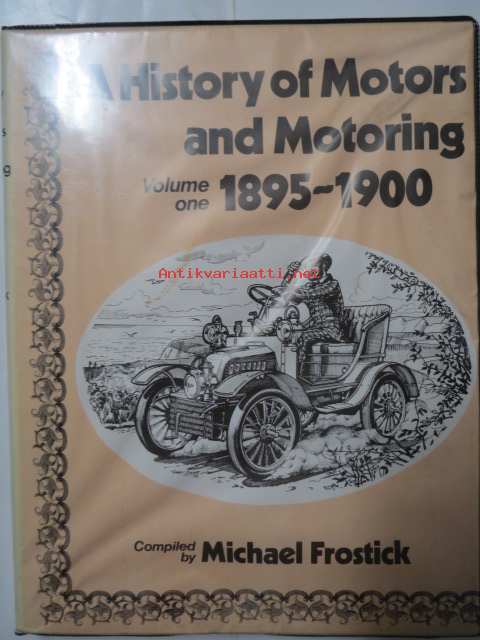 A History of Motors
and Motoring
Volume
one
1895-1900
Antikvariaatti.net
Compiled
by
Michael Frostick